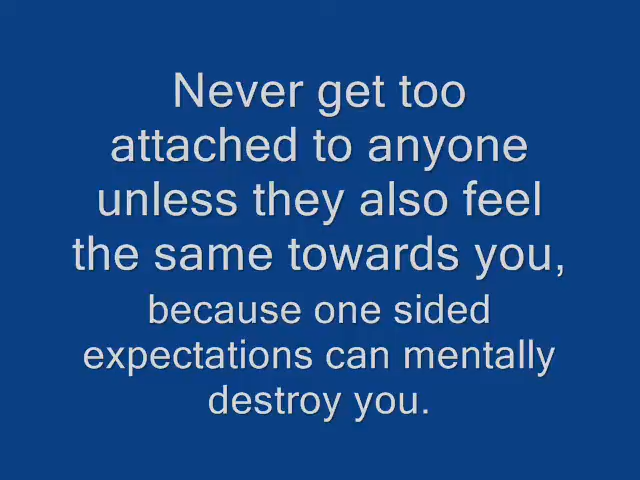 Never get too
attached to anyone
unless they also feel
the same towards you,
because one sided
expectations can mentally
destroy you.